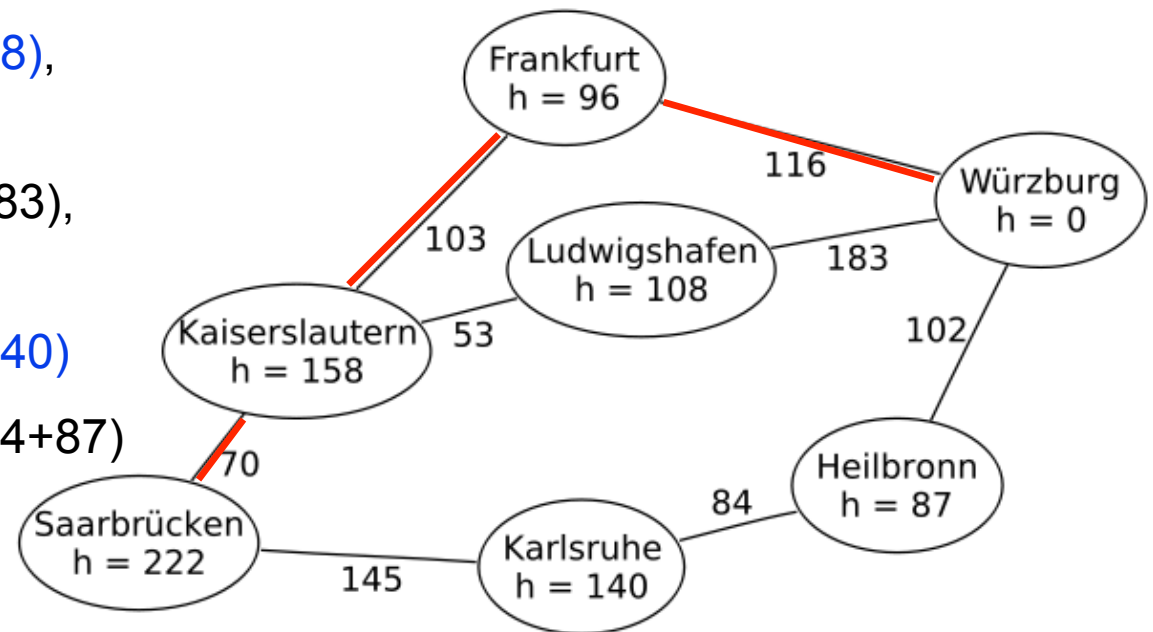 8),
83),
40)
4+87)
Frankfurt
h = 96
116
Würzburg
h = 0
103
Ludwigshafen
h = 108
183
Kaiserslautern
h = 158
53
102
70
Heilbronn
h = 87
84
Saarbrücken
h = 222
145
Karlsruhe
h = 140